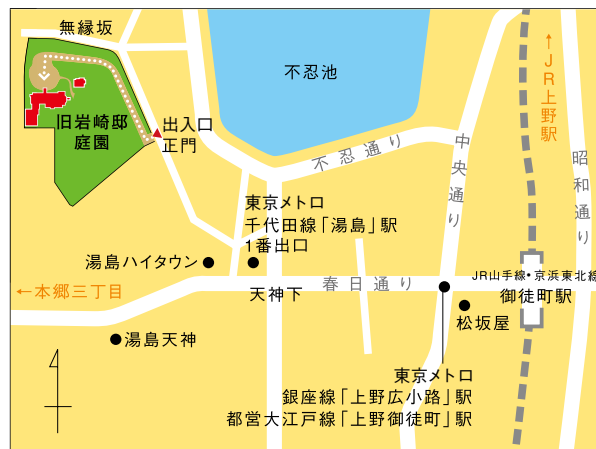 無縁坂
不忍池
旧岩崎邸
庭園
出入口
正門
不忍通り
中央通り
↑JR上野駅
昭和通り
東京メトロ
千代田線「湯島」駅
1番出口
湯島ハイタウン
←本郷三丁目
天神下
春日通り
JR山手線・京浜東北線
御徒町駅
松坂屋
湯島天神
東京メトロ
銀座線「上野広小路」駅
都営大江戸線「上野御徒町」駅